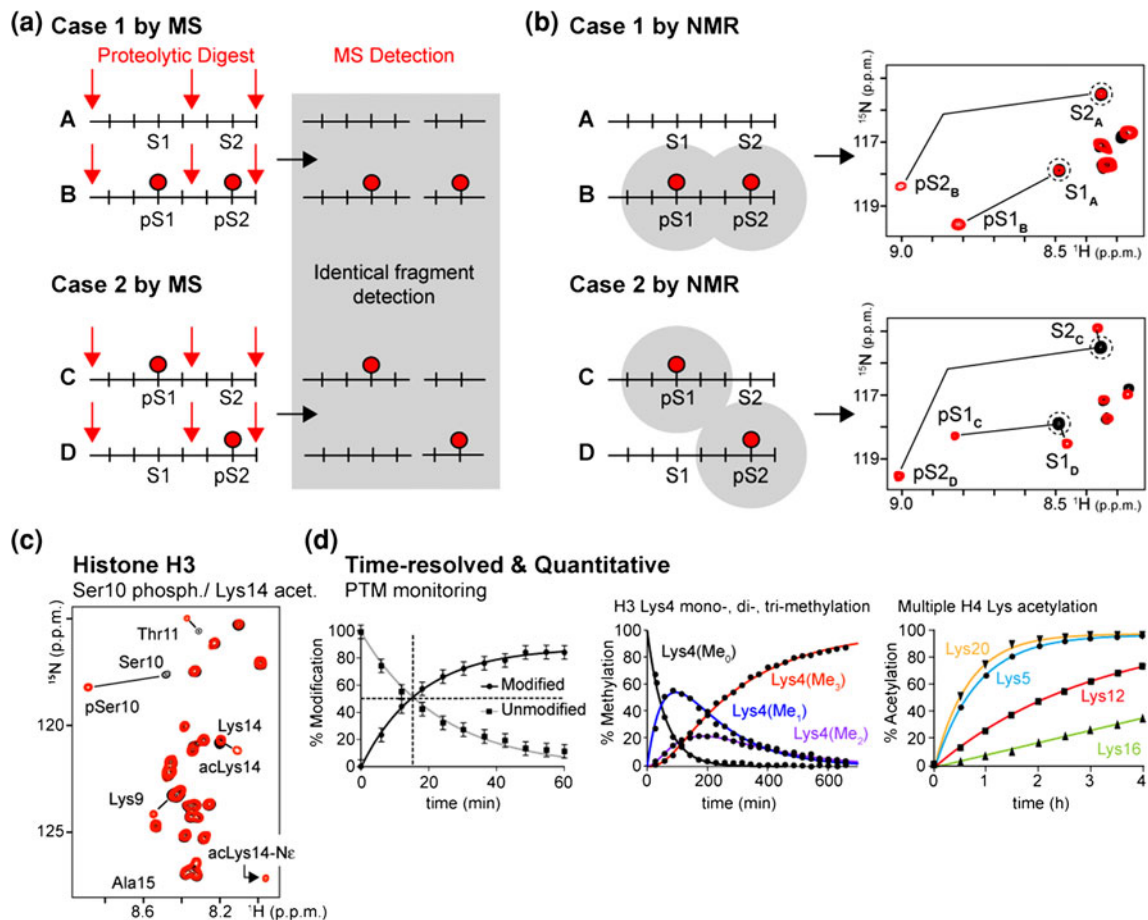 (a) Case 1 by MS
Proteolytic Digest
MS Detection
A
S1 S2
B
pS1 pS2
Identical fragment
detection
Case 2 by MS
C
pS1 S2
D
S1 pS2
(b) Case 1 by NMR
A
S1 S2
B
pS1 pS2
15N (p.p.m.)
117
119
S2A
S1A
pS2B
pS1B
9.0 8.5 1H (p.p.m.)
Case 2 by NMR
C
pS1 S2
D
S1 pS2
15N (p.p.m.)
117
119
S2C
pS1C
S1D
pS2D
9.0 8.5 1H (p.p.m.)
(c) Histone H3
Ser10 phosph./ Lys14 acet.
15N (p.p.m.)
120
125
Thr11
Ser10
pSer10
Lys14
acLys14
Lys9
acLys14-Nε
Ala15
8.6 8.2 1H (p.p.m.)
(d) Time-resolved & Quantitative
PTM monitoring
% Modification
100
80
60
40
20
0
Modified
Unmodified
0 15 30 45 60
time (min)
H3 Lys4 mono-, di-, tri-methylation
% Methylation
100
80
60
40
20
0
Lys4(Me0)
Lys4(Me3)
Lys4(Me1)
Lys4(Me2)
0 200 400 600
time (min)
Multiple H4 Lys acetylation
% Acetylation
100
80
60
40
20
0
Lys20
Lys5
Lys12
Lys16
0 1 2 3 4
time (h)